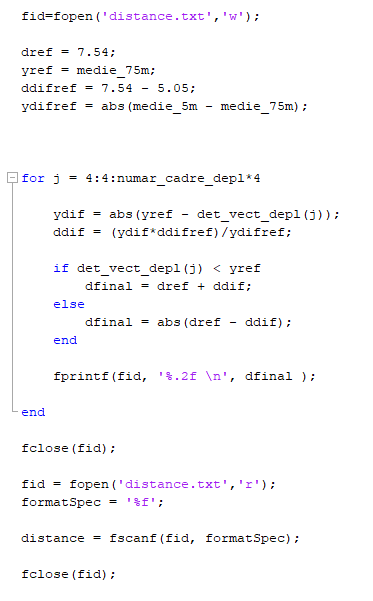 fid=fopen('distance.txt','w');
dref = 7.54;
yref = medie_75m;
ddifref = 7.54 - 5.05;
ydifref = abs(medie_5m - medie_75m);
for j = 4:4:numar_cadre_depl*4
ydif = abs(yref - det_vect_depl(j));
ddif = (ydif*ddifref)/ydifref;
if det_vect_depl(j) < yref
dfinal = dref + ddif;
else
dfinal = abs(dref - ddif);
end
fprintf(fid, '%.2f \n', dfinal );
end
fclose(fid);
fid = fopen('distance.txt','r');
formatSpec = '%f';
distance = fscanf(fid, formatSpec);
fclose(fid);